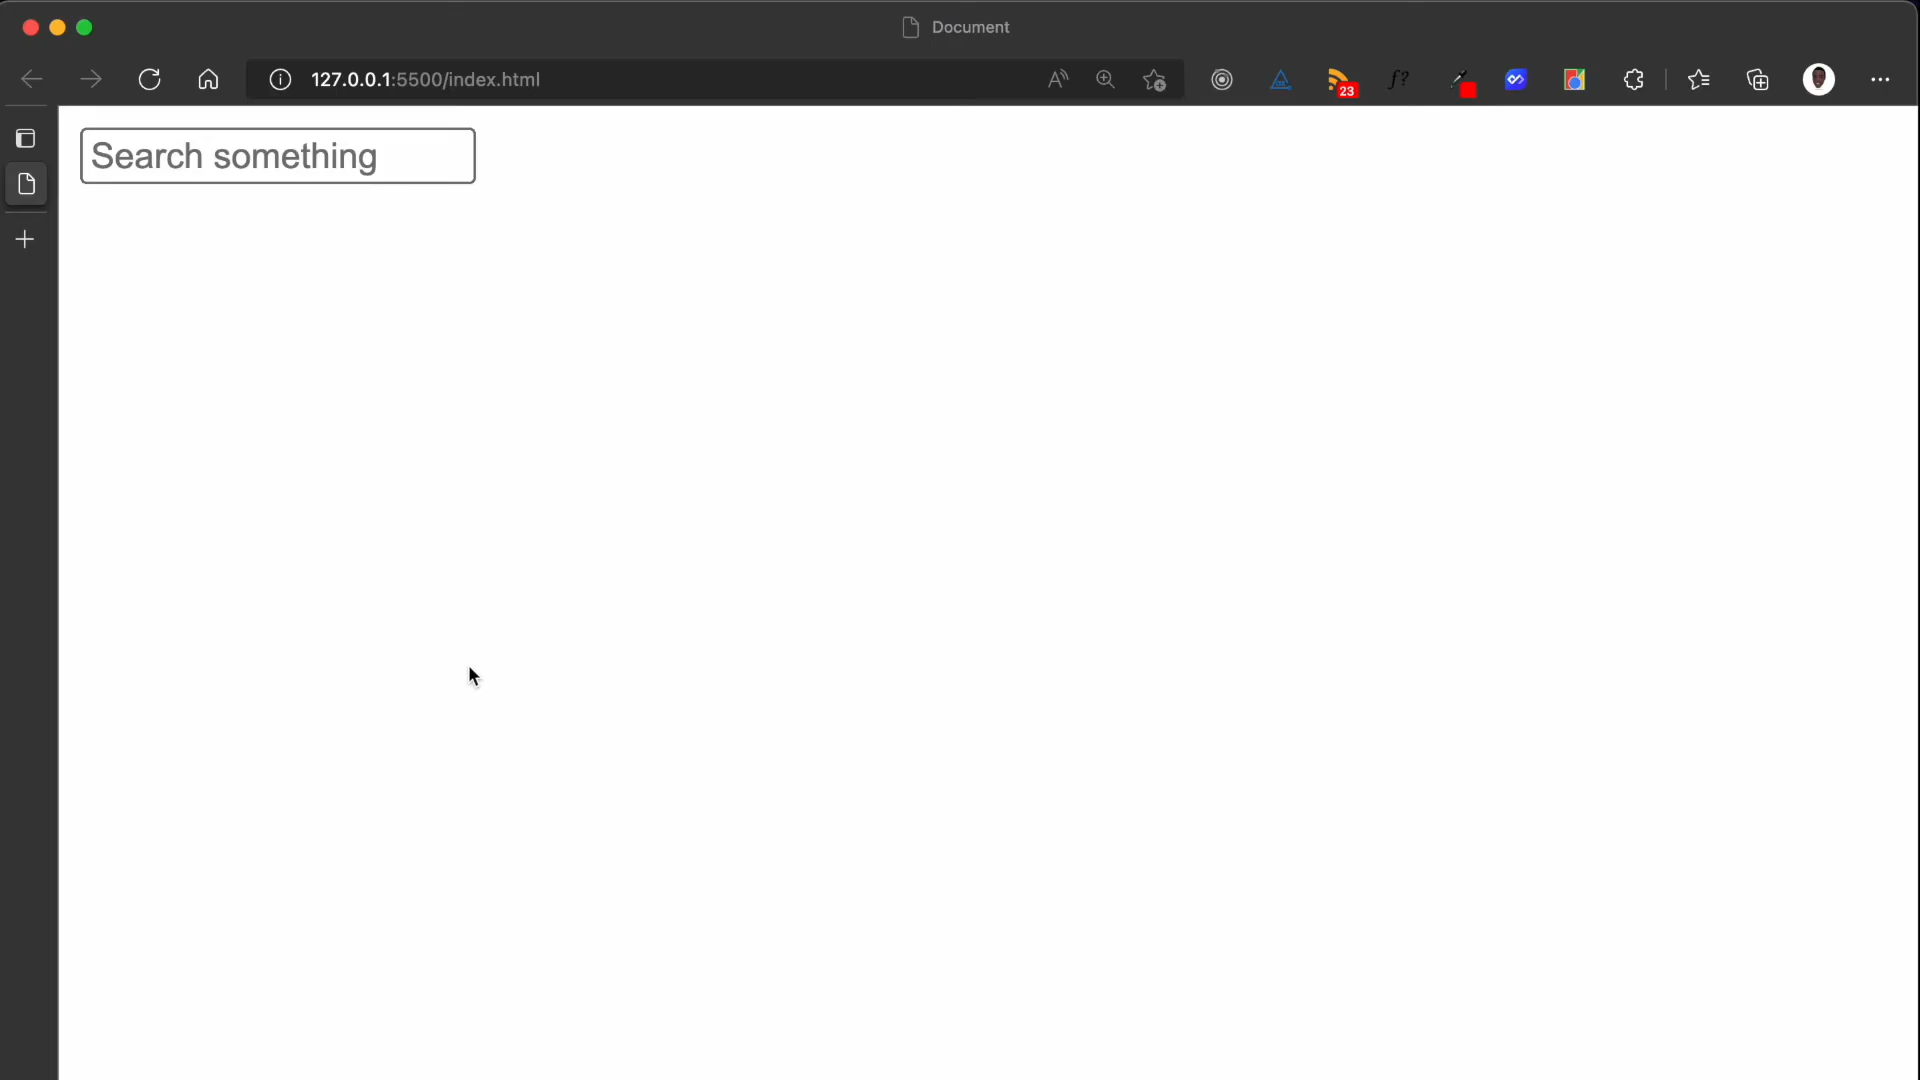 Document
127.0.0.1:5500/index.html
23
f?
Search something